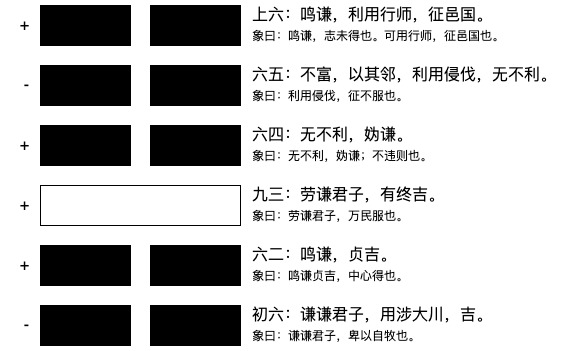 +
上六：鸣谦，利用行师，征邑国。
象曰：鸣谦，志未得也。可用行师，征邑国也。
-
六五：不富，以其邻，利用侵伐，无不利。
象曰：利用侵伐，征不服也。
+
六四：无不利，㧑谦。
象曰：无不利，㧑谦；不违则也。
+
九三：劳谦君子，有终吉。
象曰：劳谦君子，万民服也。
+
六二：鸣谦，贞吉。
象曰：鸣谦贞吉，中心得也。
-
初六：谦谦君子，用涉大川，吉。
象曰：谦谦君子，卑以自牧也。